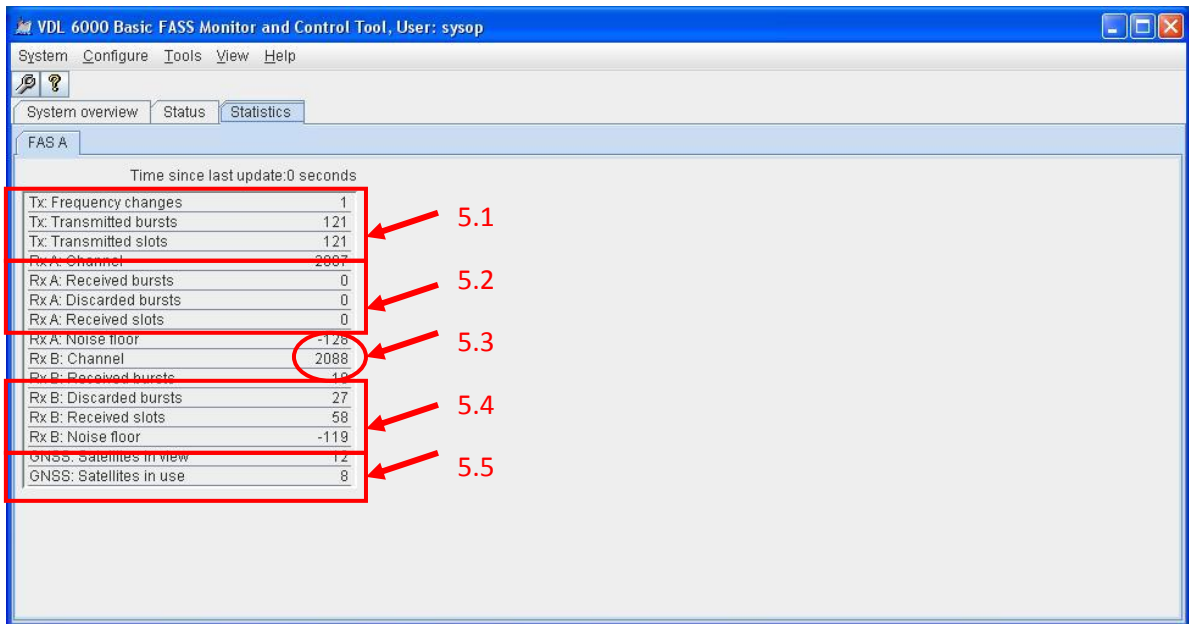 VDL 6000 Basic FASS Monitor and Control Tool, User: sysop
System Configure Tools View Help
System overview Status Statistics
FAS A
Time since last update:0 seconds
Tx: Frequency changes 1
Tx: Transmitted bursts 121
Tx: Transmitted slots 121
5.1
Rx A: Channel 2087
Rx A: Received bursts 0
Rx A: Discarded bursts 0
Rx A: Received slots 0
5.2
Rx A: Noise floor -128
Rx B: Channel 2088
5.3
Rx B: Received bursts 18
Rx B: Discarded bursts 27
Rx B: Received slots 58
Rx B: Noise floor -119
5.4
GNSS: Satellites in view 12
GNSS: Satellites in use 8
5.5